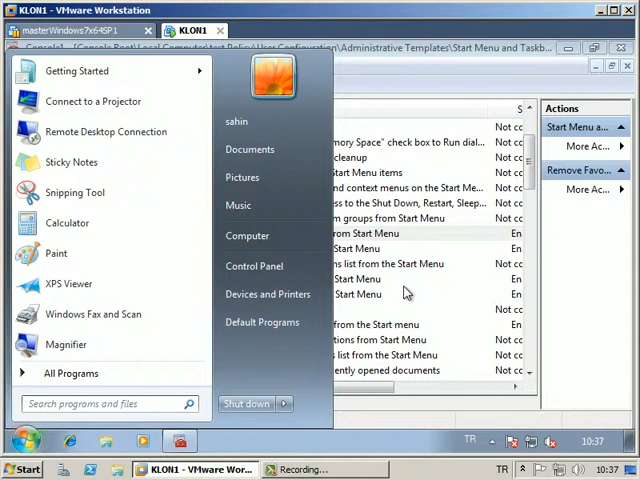 KLON1 - VMware Workstation
masterWindows7x64SP1
KLON1
Console1 - [Console Root\Local Computer\test Policy\User Configuration\Administrative Templates\Start Menu and Taskb...
Getting Started
Connect to a Projector
Remote Desktop Connection
Sticky Notes
Snipping Tool
Calculator
Paint
XPS Viewer
Windows Fax and Scan
Magnifier
All Programs
Search programs and files
sahin
Documents
Pictures
Music
Computer
Control Panel
Devices and Printers
Default Programs
Shut down
S
Not cc
mory Space" check box to Run dial... Not cc
cleanup Not cc
Start Menu items Not cc
and context menus on the Start Me... Not cc
ess to the Shut Down, Restart, Sleep... Not cc
m groups from Start Menu Not cc
from Start Menu En
Start Menu En
ns list from the Start Menu Not cc
Start Menu En
Start Menu En
Not cc
from the Start menu En
tions from Start Menu Not cc
s list from the Start Menu Not cc
ently opened documents Not cc
Actions
Start Menu a...
More Ac...
Remove Favo...
More Ac...
TR
10:37
Start
KLON1 - VMware Wor...
Recording...
TR
10:37